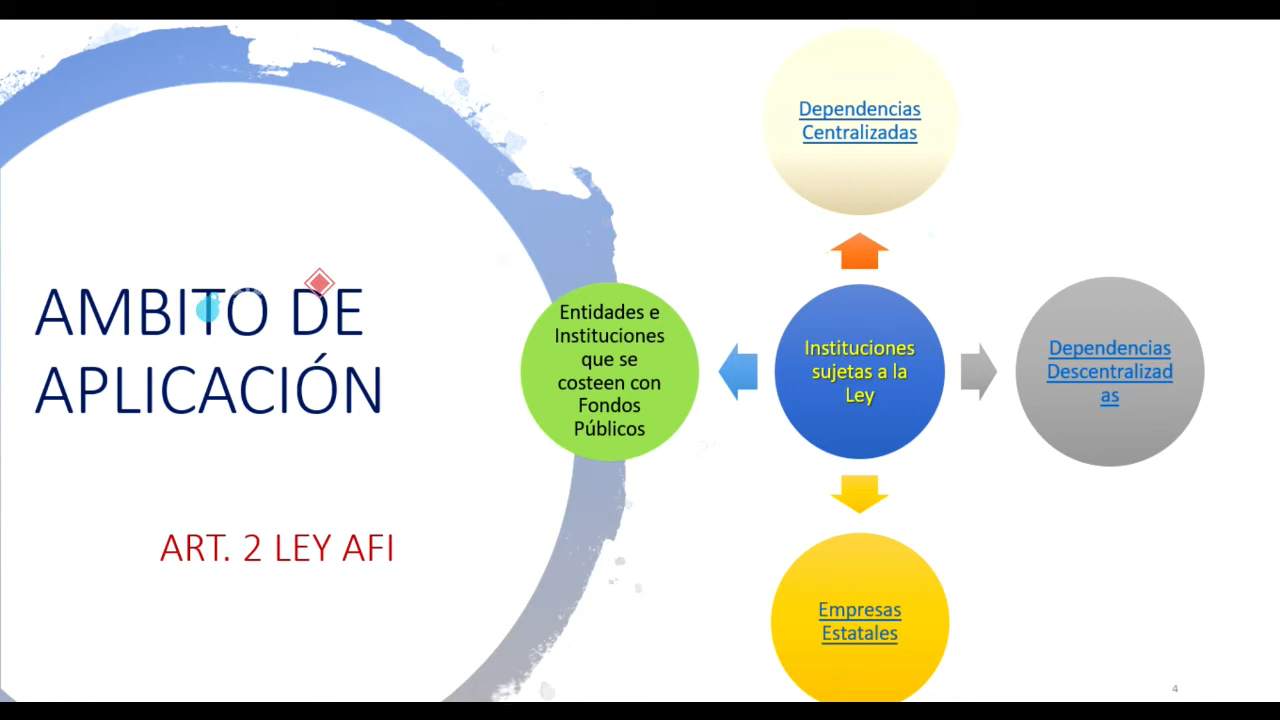 AMBITO DE
APLICACIÓN
ART. 2 LEY AFI
Dependencias
Centralizadas
Entidades e
Instituciones
que se
costeen con
Fondos
Públicos
Instituciones
sujetas a la
Ley
Dependencias
Descentralizad
as
Empresas
Estatales
4